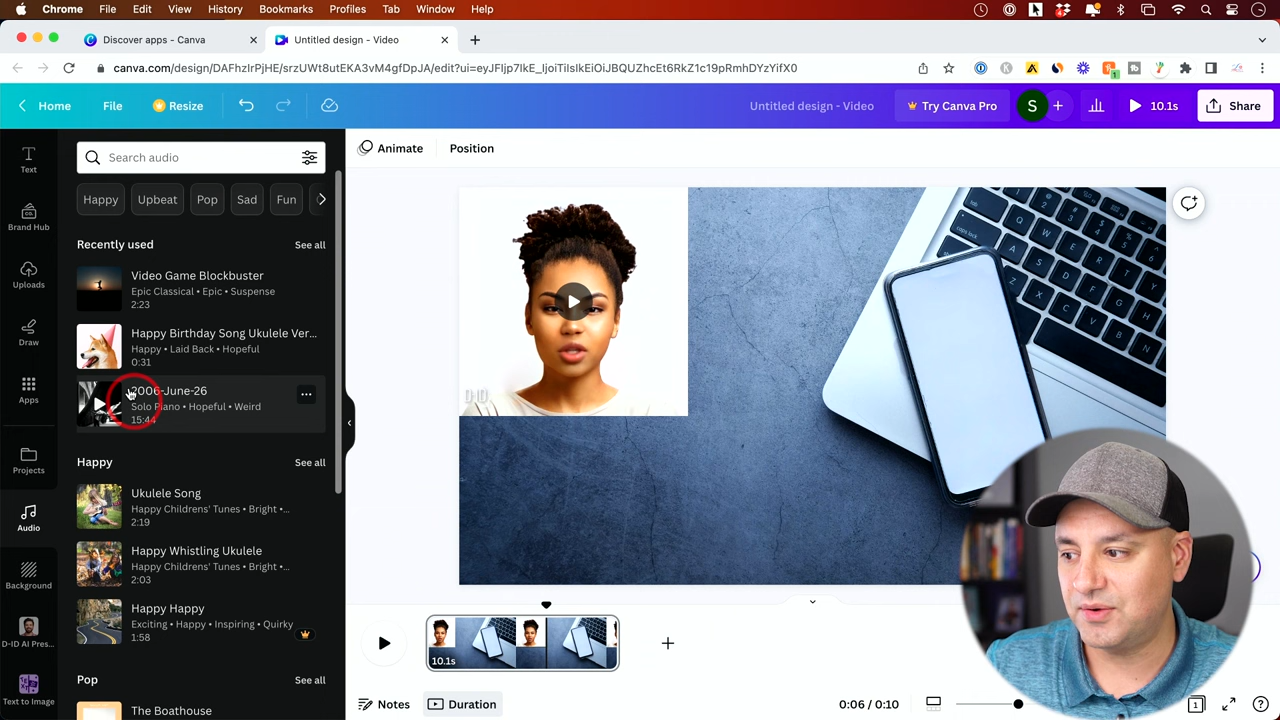 Chrome File Edit View History Bookmarks Profiles Tab Window Help
Discover apps - Canva
Untitled design - Video
canva.com/design/DAFhzIrPjHE/srzUWt8utEKA3vM4gfDpJA/edit?ui=eyJFIjp7IkE_IjoiTiIsIkEiOiJBQUZhcEt6RkZ1c19pRmhDYzYifX0
Home File Resize
Untitled design - Video
Try Canva Pro
S
10.1s
Share
Text
Brand Hub
Uploads
Draw
Apps
Projects
Audio
Background
D-ID AI Pres...
Text to Image
Search audio
Happy Upbeat Pop Sad Fun
Recently used See all
Video Game Blockbuster
Epic Classical • Epic • Suspense
2:23
Happy Birthday Song Ukulele Ver...
Happy • Laid Back • Hopeful
0:31
2006-June-26
Solo Piano • Hopeful • Weird
15:44
Happy See all
Ukulele Song
Happy Childrens' Tunes • Bright •...
2:19
Happy Whistling Ukulele
Happy Childrens' Tunes • Bright •...
2:03
Happy Happy
Exciting • Happy • Inspiring • Quirky
1:58
Pop See all
The Boathouse
Animate Position
D-ID
10.1s
Notes Duration
0:06 / 0:10
1